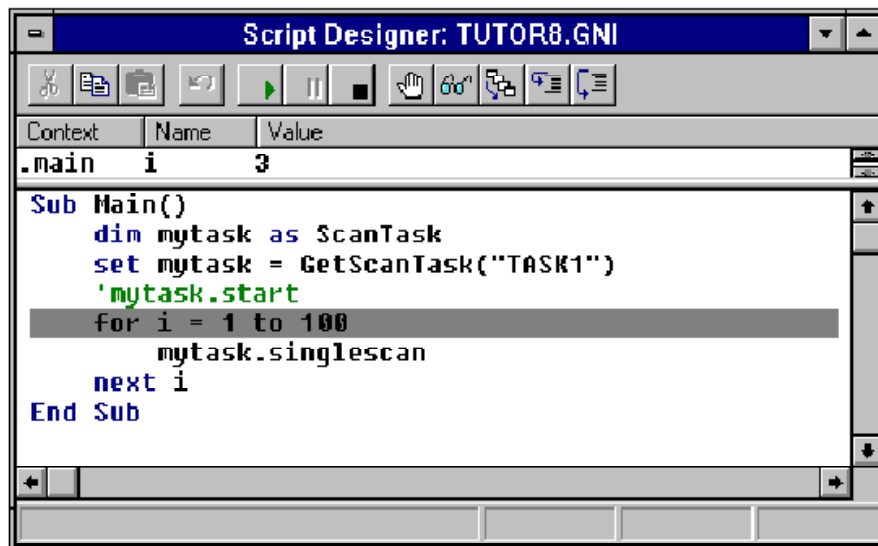 Script Designer: TUTOR8.GNI
Context Name Value
.main i 3
Sub Main()
dim mytask as ScanTask
set mytask = GetScanTask("TASK1")
'mytask.start
for i = 1 to 100
mytask.singlescan
next i
End Sub